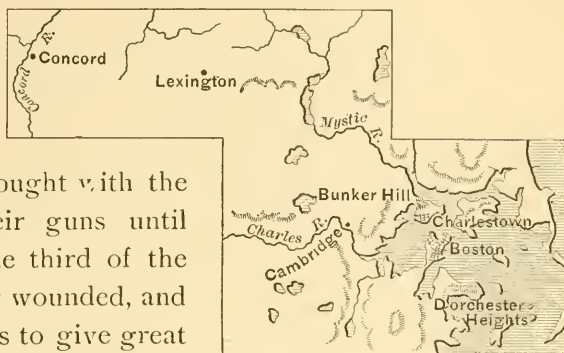 Concord R.
Concord
Lexington
Mystic R.
Bunker Hill
Charles R.
Cambridge
Charlestown
Boston
Dorchester
Heights
ought with the
eir guns until
e third of the
wounded, and
s to give great